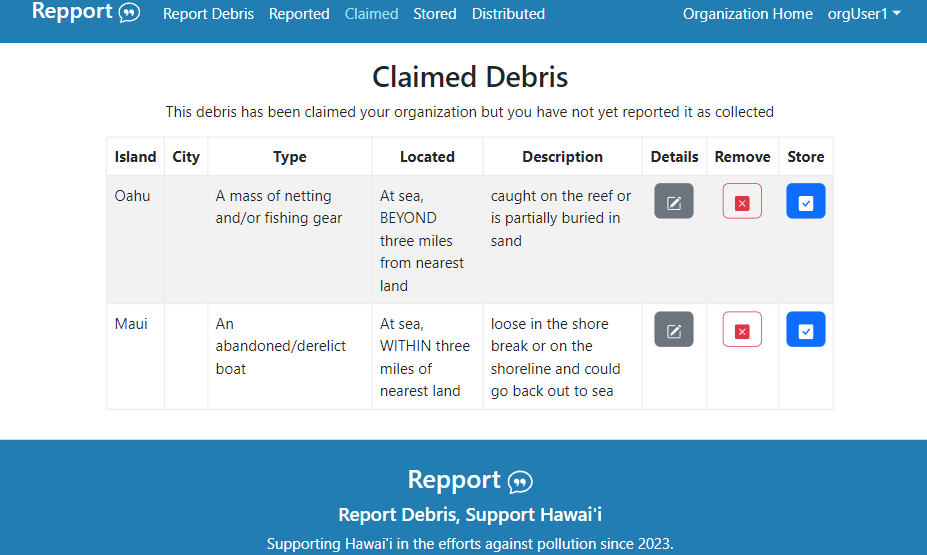 Repport Report Debris Reported Claimed Stored Distributed Organization Home orgUser1
Claimed Debris
This debris has been claimed your organization but you have not yet reported it as collected
Island City Type Located Description Details Remove Store
Oahu
A mass of netting
and/or fishing gear
At sea,
BEYOND
three miles
from nearest
land
caught on the reef or
is partially buried in
sand
Maui
An
abandoned/derelict
boat
At sea,
WITHIN three
miles of
nearest land
loose in the shore
break or on the
shoreline and could
go back out to sea
Repport
Report Debris, Support Hawai'i
Supporting Hawai'i in the efforts against pollution since 2023.